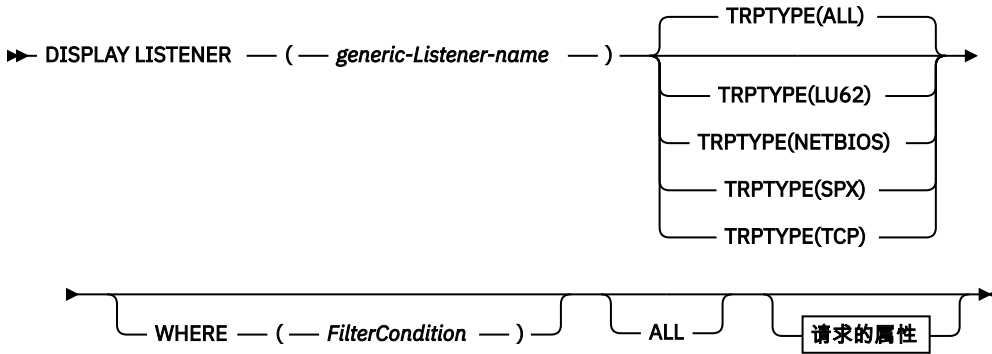 TRPTYPE(ALL)
DISPLAY LISTENER ( generic-Listener-name )
TRPTYPE(LU62)
TRPTYPE(NETBIOS)
TRPTYPE(SPX)
TRPTYPE(TCP)
WHERE ( FilterCondition ) ALL 请求的属性